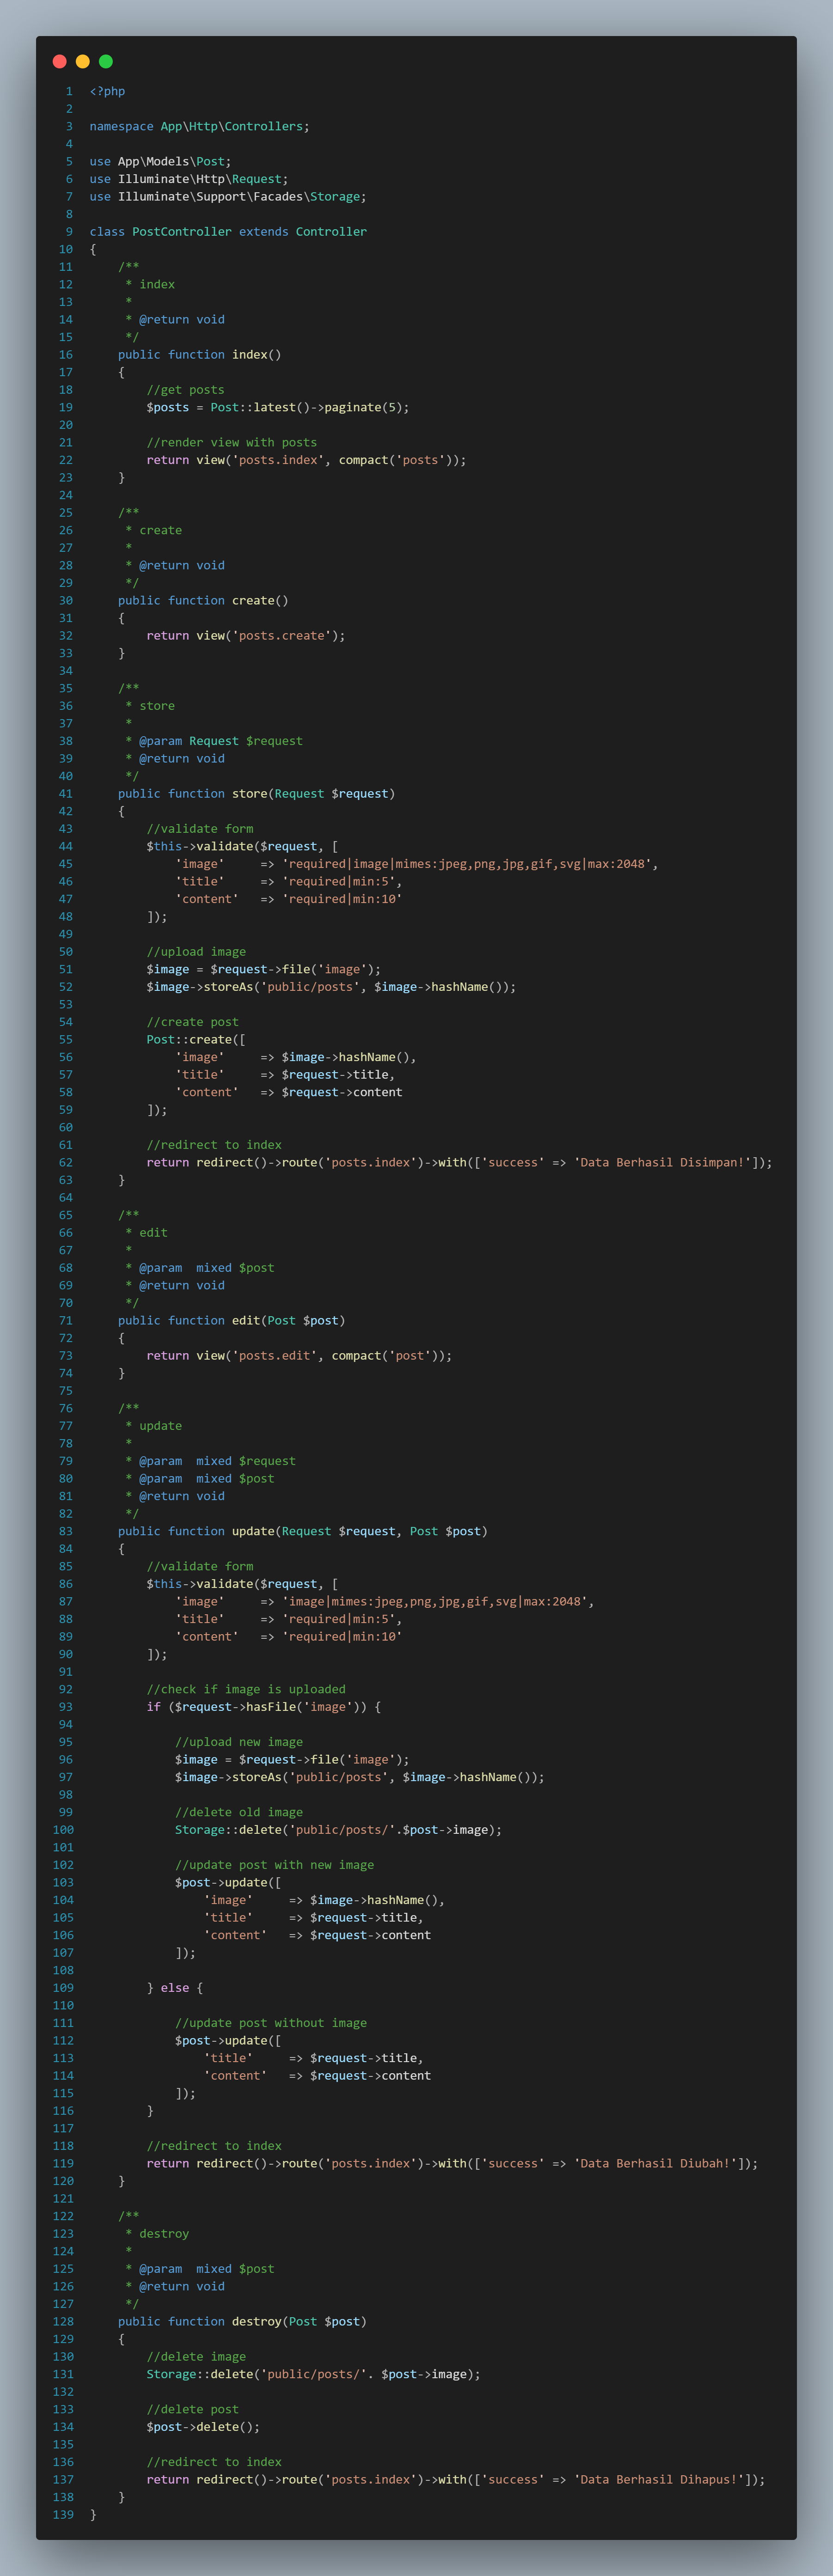 1 <?php
2
3 namespace App\Http\Controllers;
4
5 use App\Models\Post;
6 use Illuminate\Http\Request;
7 use Illuminate\Support\Facades\Storage;
8
9 class PostController extends Controller
10 {
11     /**
12      * index
13      *
14      * @return void
15      */
16     public function index()
17     {
18         //get posts
19         $posts = Post::latest()->paginate(5);
20
21         //render view with posts
22         return view('posts.index', compact('posts'));
23     }
24
25     /**
26      * create
27      *
28      * @return void
29      */
30     public function create()
31     {
32         return view('posts.create');
33     }
34
35     /**
36      * store
37      *
38      * @param Request $request
39      * @return void
40      */
41     public function store(Request $request)
42     {
43         //validate form
44         $this->validate($request, [
45             'image'     => 'required|image|mimes:jpeg,png,jpg,gif,svg|max:2048',
46             'title'     => 'required|min:5',
47             'content'   => 'required|min:10'
48         ]);
49
50         //upload image
51         $image = $request->file('image');
52         $image->storeAs('public/posts', $image->hashName());
53
54         //create post
55         Post::create([
56             'image'     => $image->hashName(),
57             'title'     => $request->title,
58             'content'   => $request->content
59         ]);
60
61         //redirect to index
62         return redirect()->route('posts.index')->with(['success' => 'Data Berhasil Disimpan!']);
63     }
64
65     /**
66      * edit
67      *
68      * @param  mixed $post
69      * @return void
70      */
71     public function edit(Post $post)
72     {
73         return view('posts.edit', compact('post'));
74     }
75
76     /**
77      * update
78      *
79      * @param  mixed $request
80      * @param  mixed $post
81      * @return void
82      */
83     public function update(Request $request, Post $post)
84     {
85         //validate form
86         $this->validate($request, [
87             'image'     => 'image|mimes:jpeg,png,jpg,gif,svg|max:2048',
88             'title'     => 'required|min:5',
89             'content'   => 'required|min:10'
90         ]);
91
92         //check if image is uploaded
93         if ($request->hasFile('image')) {
94
95             //upload new image
96             $image = $request->file('image');
97             $image->storeAs('public/posts', $image->hashName());
98
99             //delete old image
100             Storage::delete('public/posts/'.$post->image);
101
102             //update post with new image
103             $post->update([
104                 'image'     => $image->hashName(),
105                 'title'     => $request->title,
106                 'content'   => $request->content
107             ]);
108
109         } else {
110
111             //update post without image
112             $post->update([
113                 'title'     => $request->title,
114                 'content'   => $request->content
115             ]);
116         }
117
118         //redirect to index
119         return redirect()->route('posts.index')->with(['success' => 'Data Berhasil Diubah!']);
120     }
121
122     /**
123      * destroy
124      *
125      * @param  mixed $post
126      * @return void
127      */
128     public function destroy(Post $post)
129     {
130         //delete image
131         Storage::delete('public/posts/'. $post->image);
132
133         //delete post
134         $post->delete();
135
136         //redirect to index
137         return redirect()->route('posts.index')->with(['success' => 'Data Berhasil Dihapus!']);
138     }
139 }